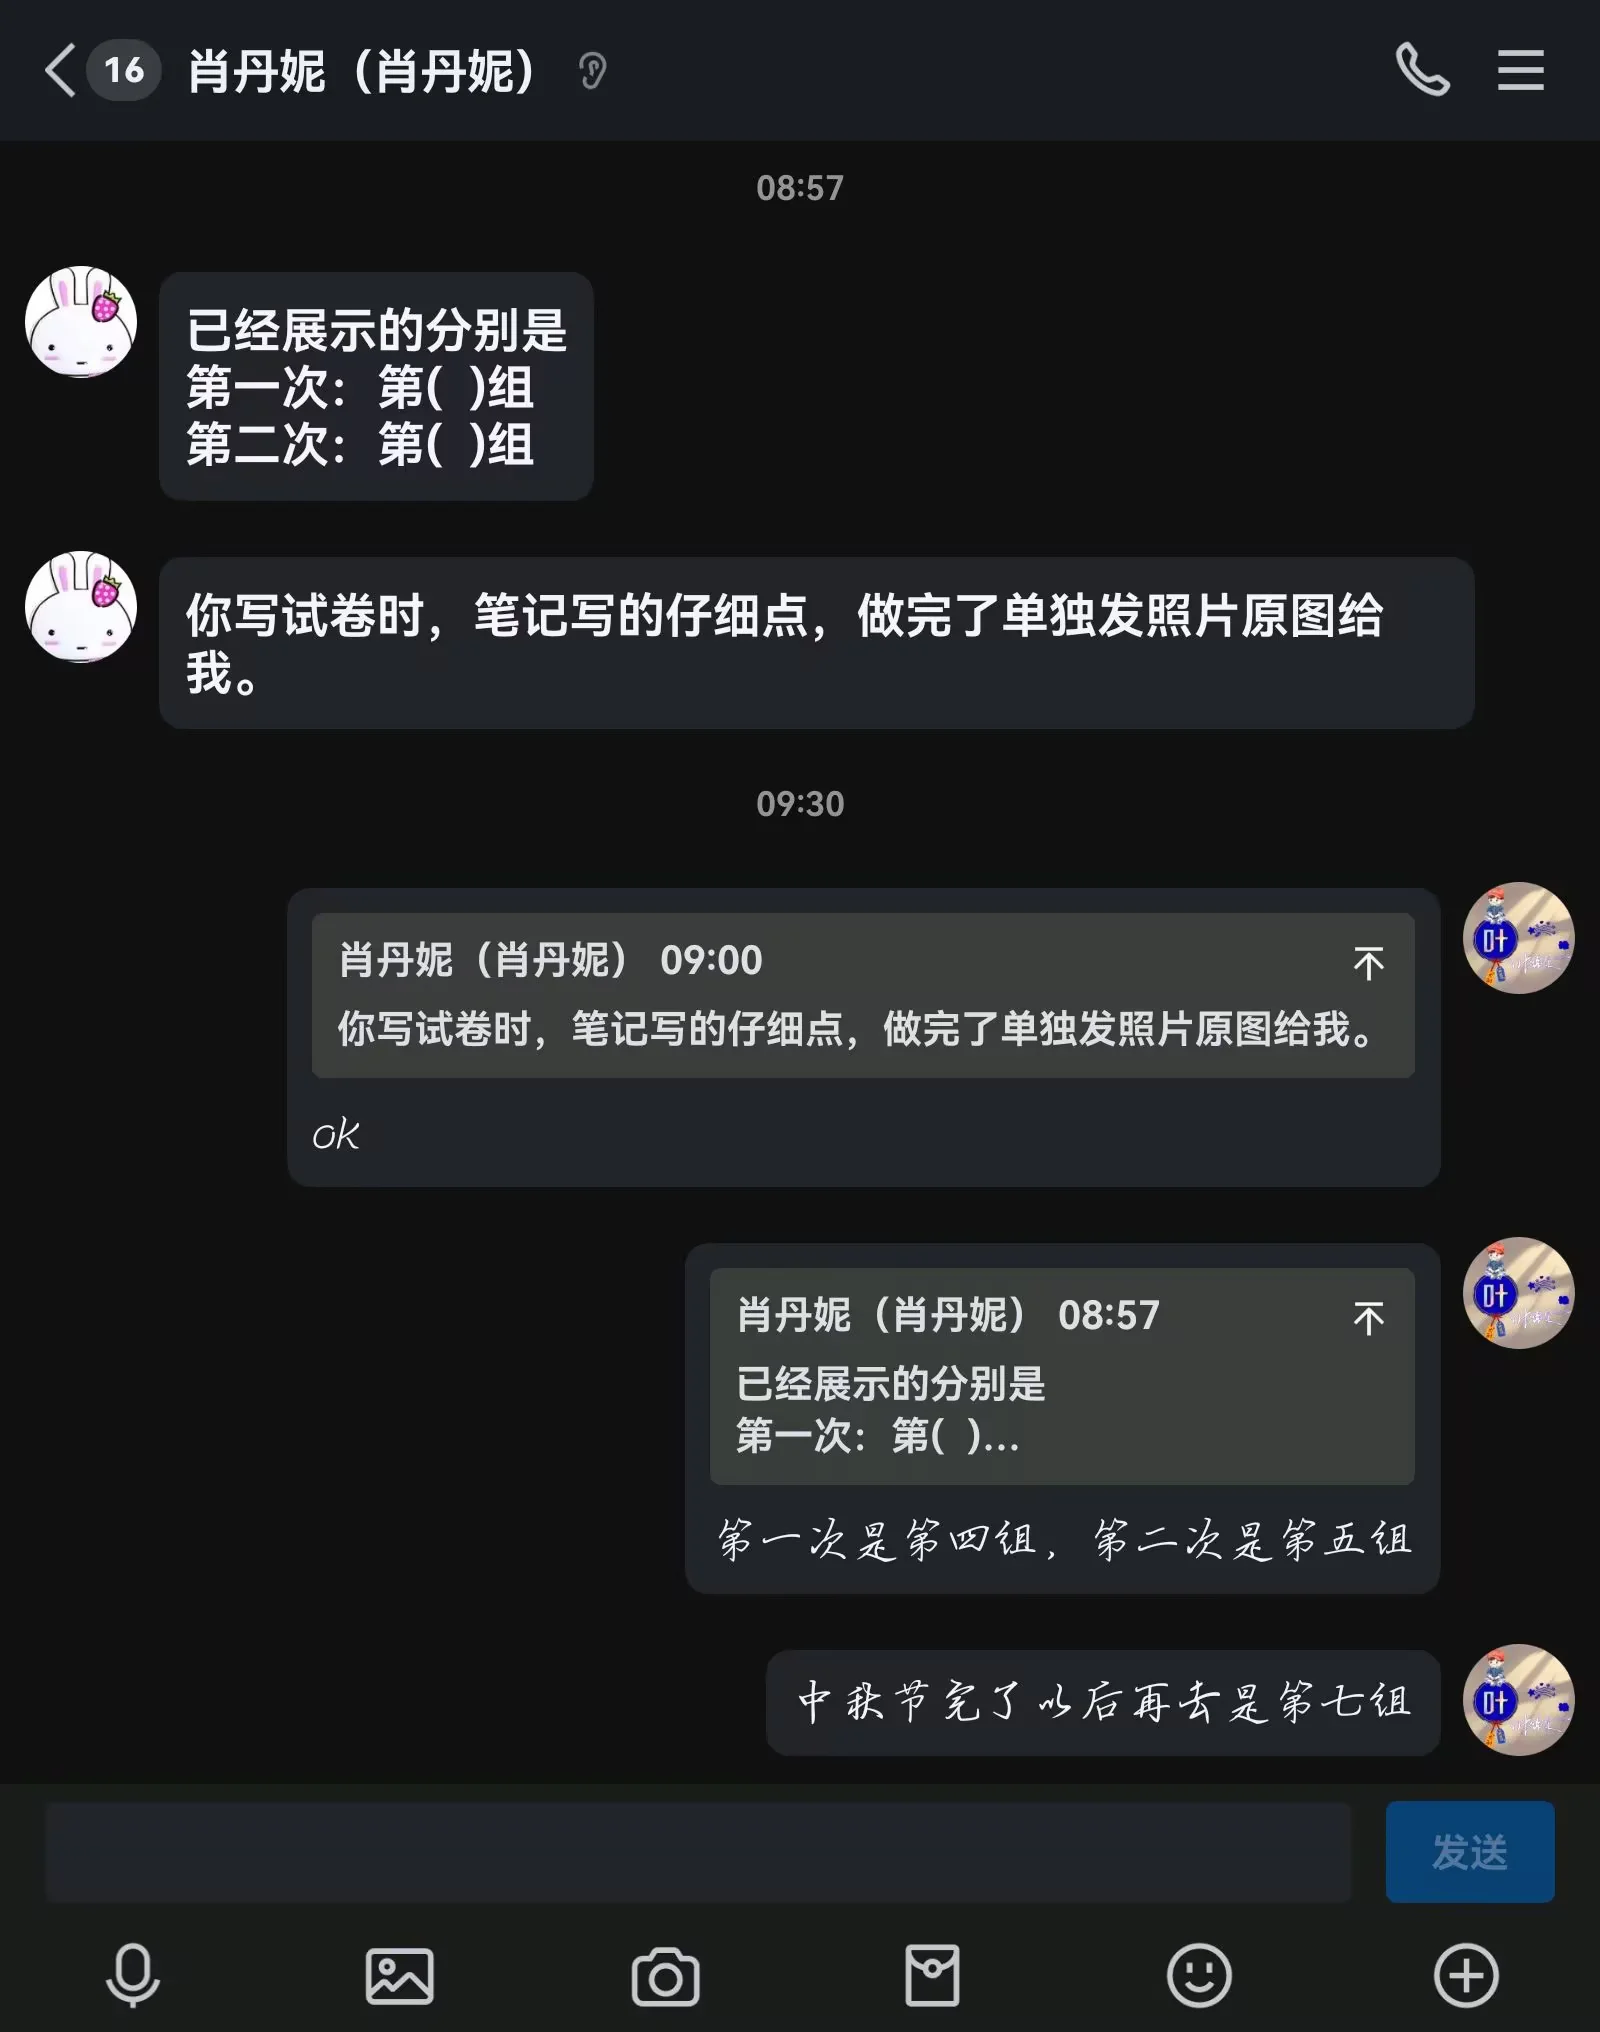 16 肖丹妮（肖丹妮）
08:57
已经展示的分别是
第一次：第( )组
第二次：第( )组
你写试卷时，笔记写的仔细点，做完了单独发照片原图给
我。
09:30
肖丹妮（肖丹妮） 09:00
你写试卷时，笔记写的仔细点，做完了单独发照片原图给我。
ok
叶
肖丹妮（肖丹妮） 08:57
已经展示的分别是
第一次：第( )...
第一次是第四组，第二次是第五组
叶
中秋节完了以后再去是第七组
叶
发送